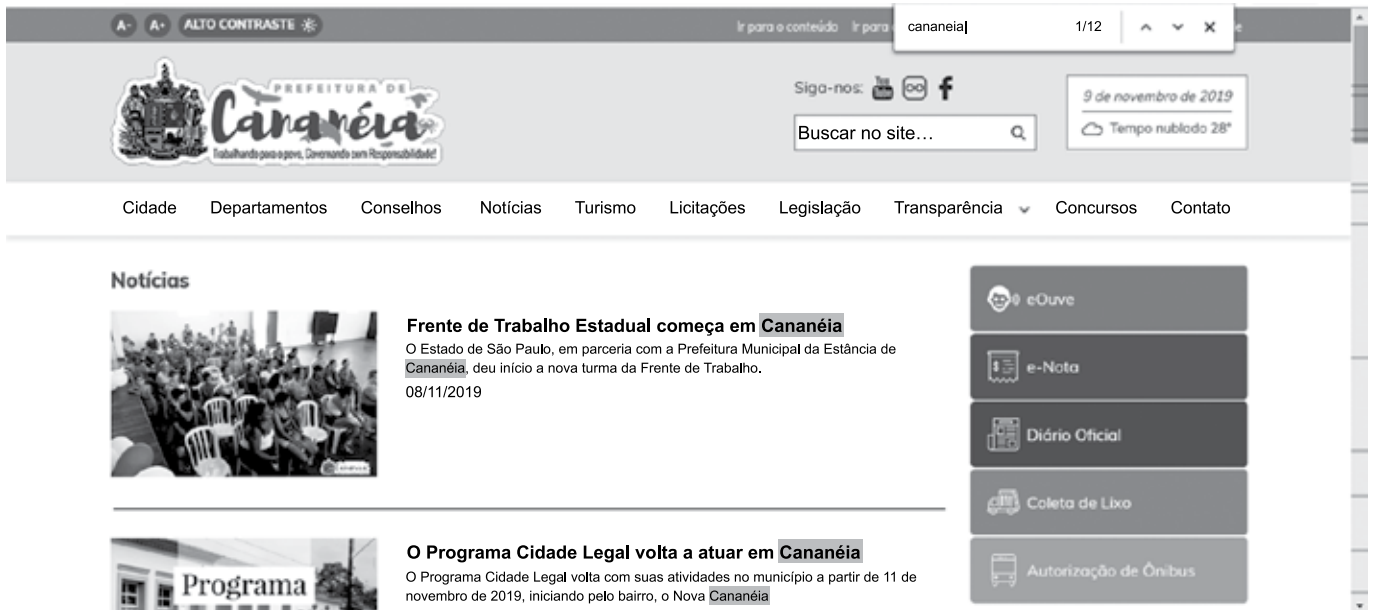 A- A+ ALTO CONTRASTE
Ir para o conteúdo Ir para
cananeia 1/12
PREFEITURA DE
Cananéia
Trabalhando para o povo, Governando com Responsabilidade!
Siga-nos: You
Buscar no site...
9 de novembro de 2019
Tempo nublado 28°
Cidade Departamentos Conselhos Notícias Turismo Licitações Legislação Transparência Concursos Contato
Notícias
Frente de Trabalho Estadual começa em Cananéia
O Estado de São Paulo, em parceria com a Prefeitura Municipal da Estância de
Cananéia, deu início a nova turma da Frente de Trabalho.
08/11/2019
O Programa Cidade Legal volta a atuar em Cananéia
O Programa Cidade Legal volta com suas atividades no município a partir de 11 de
novembro de 2019, iniciando pelo bairro, o Nova Cananéia
Programa
eOuve
e-Nota
Diário Oficial
Coleta de Lixo
Autorização de Ônibus